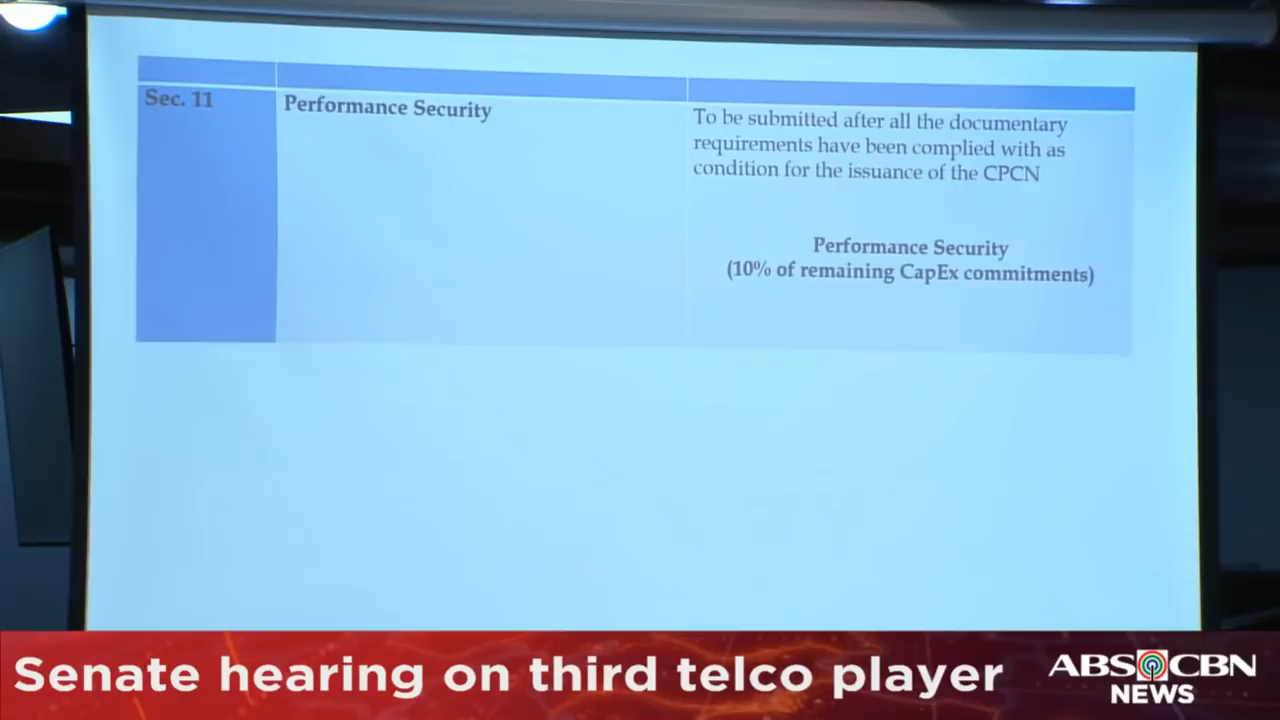 Sec. 11
Performance Security
To be submitted after all the documentary
requirements have been complied with as
condition for the issuance of the CPCN
Performance Security
(10% of remaining CapEx commitments)
Senate hearing on third telco player
ABS CBN
NEWS